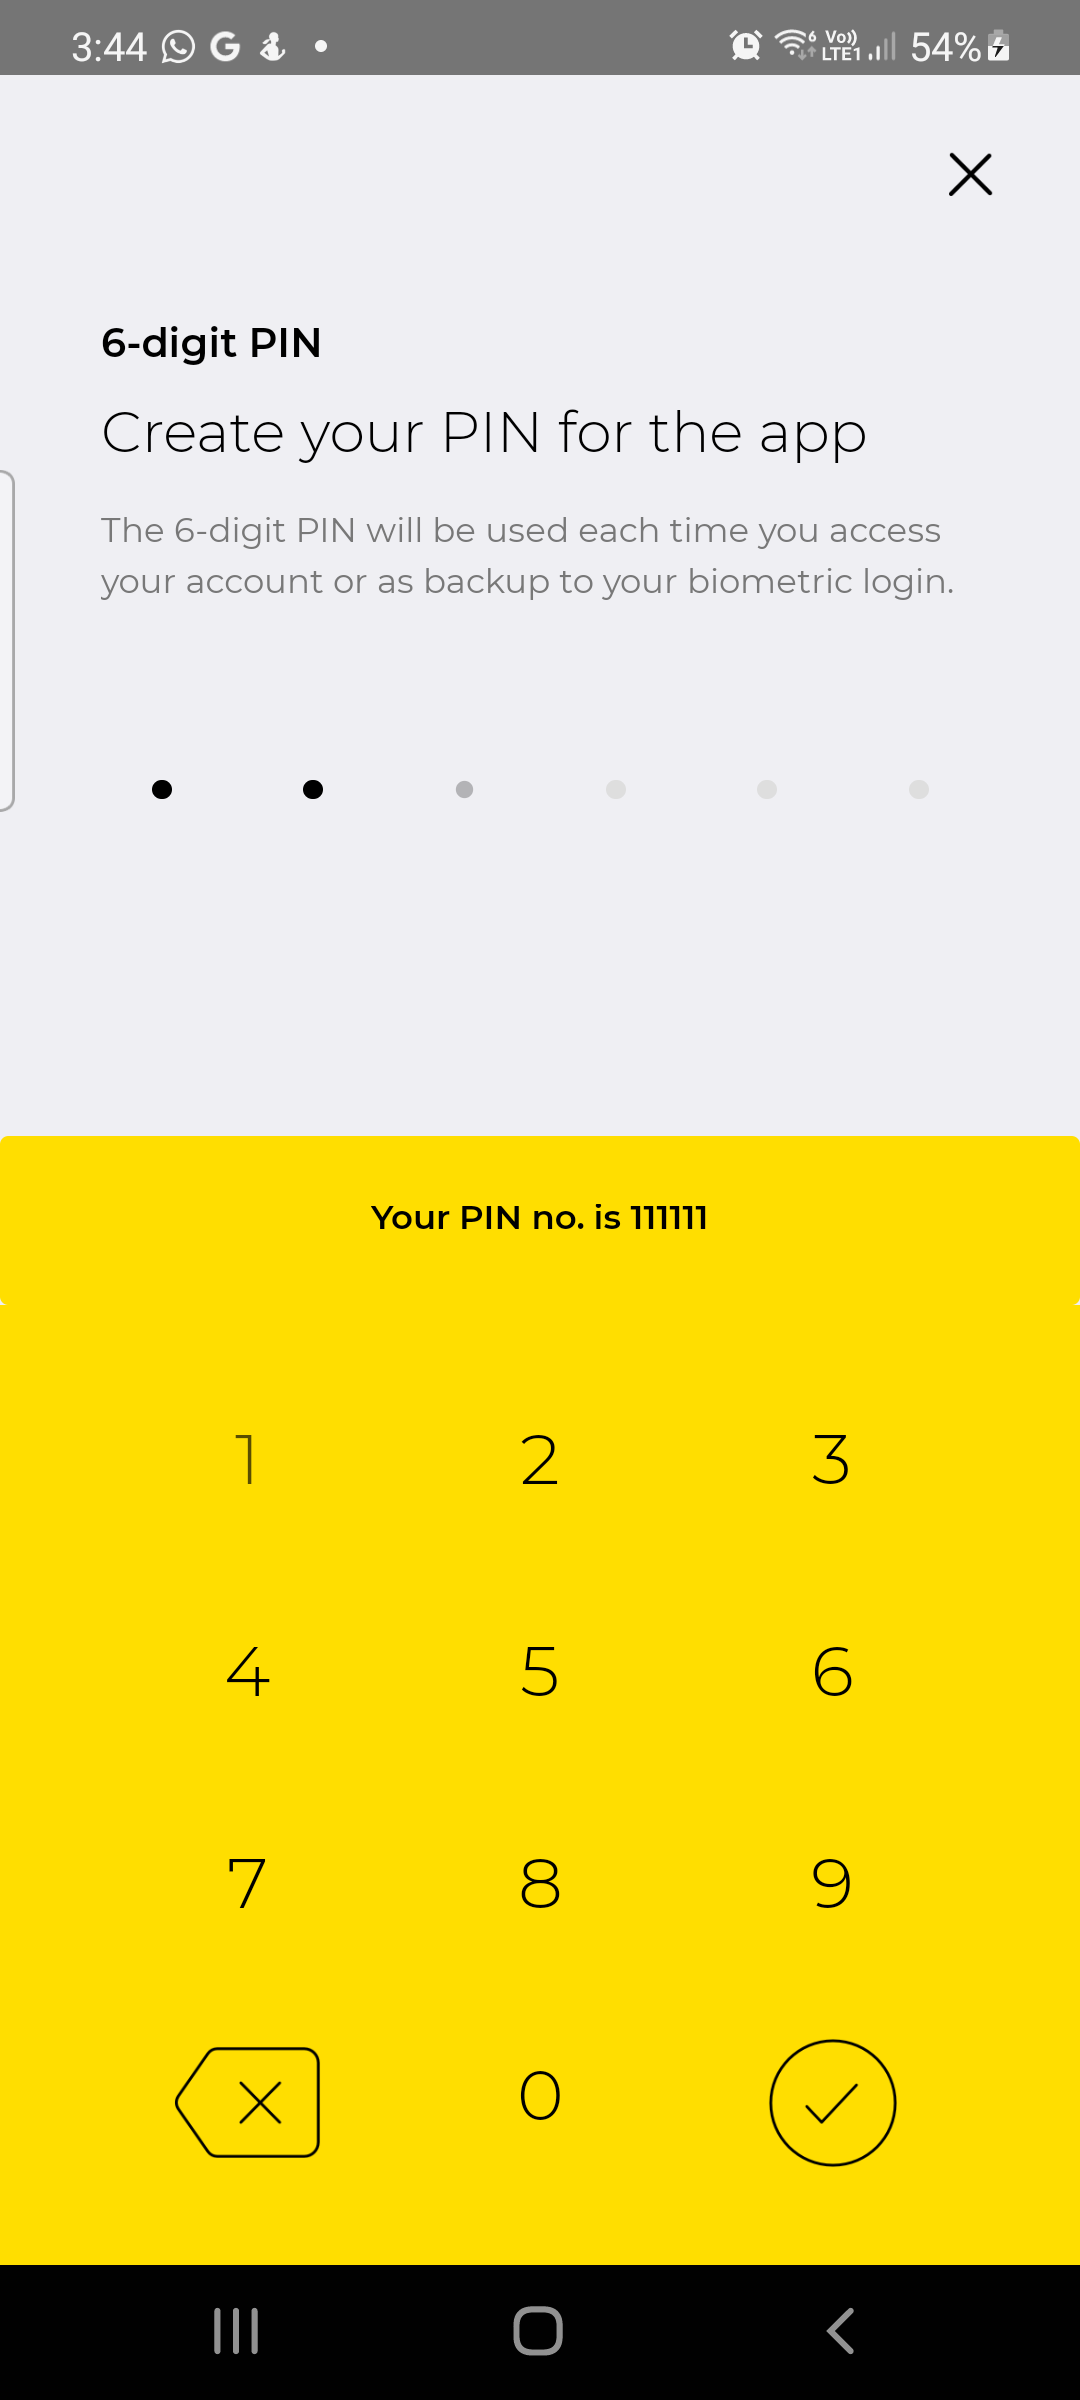 3:44 Vo)) LTE1 54%
6-digit PIN
Create your PIN for the app
The 6-digit PIN will be used each time you access
your account or as backup to your biometric login.
Your PIN no. is 111111
1 2 3
4 5 6
7 8 9
0